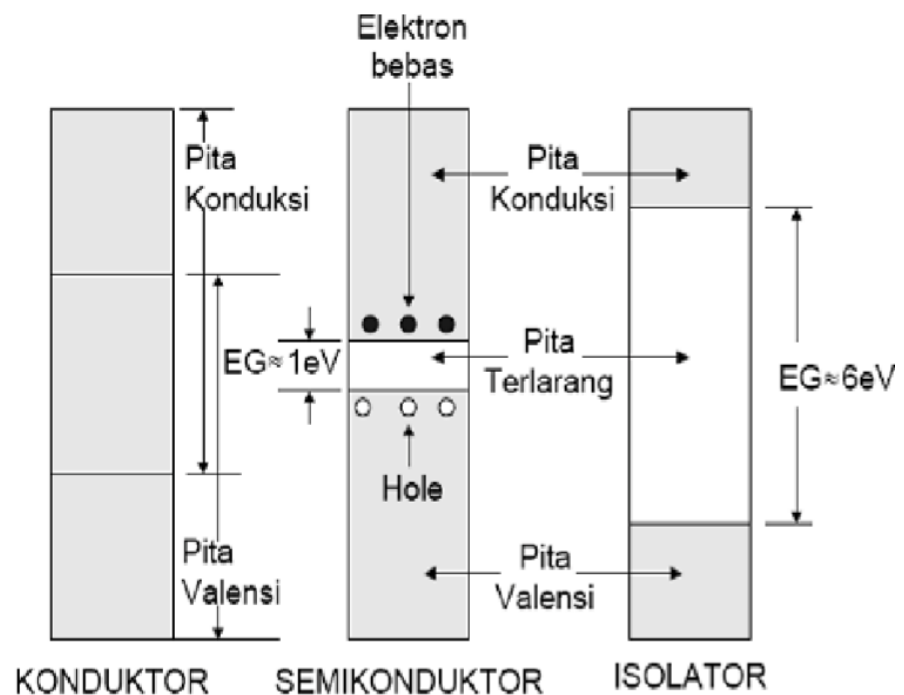 Elektron
bebas
Pita
Konduksi
Pita
Konduksi
EG≈1eV
Pita
Terlarang
EG≈6eV
Hole
Pita
Valensi
Pita
Valensi
KONDUKTOR
SEMIKONDUKTOR
ISOLATOR